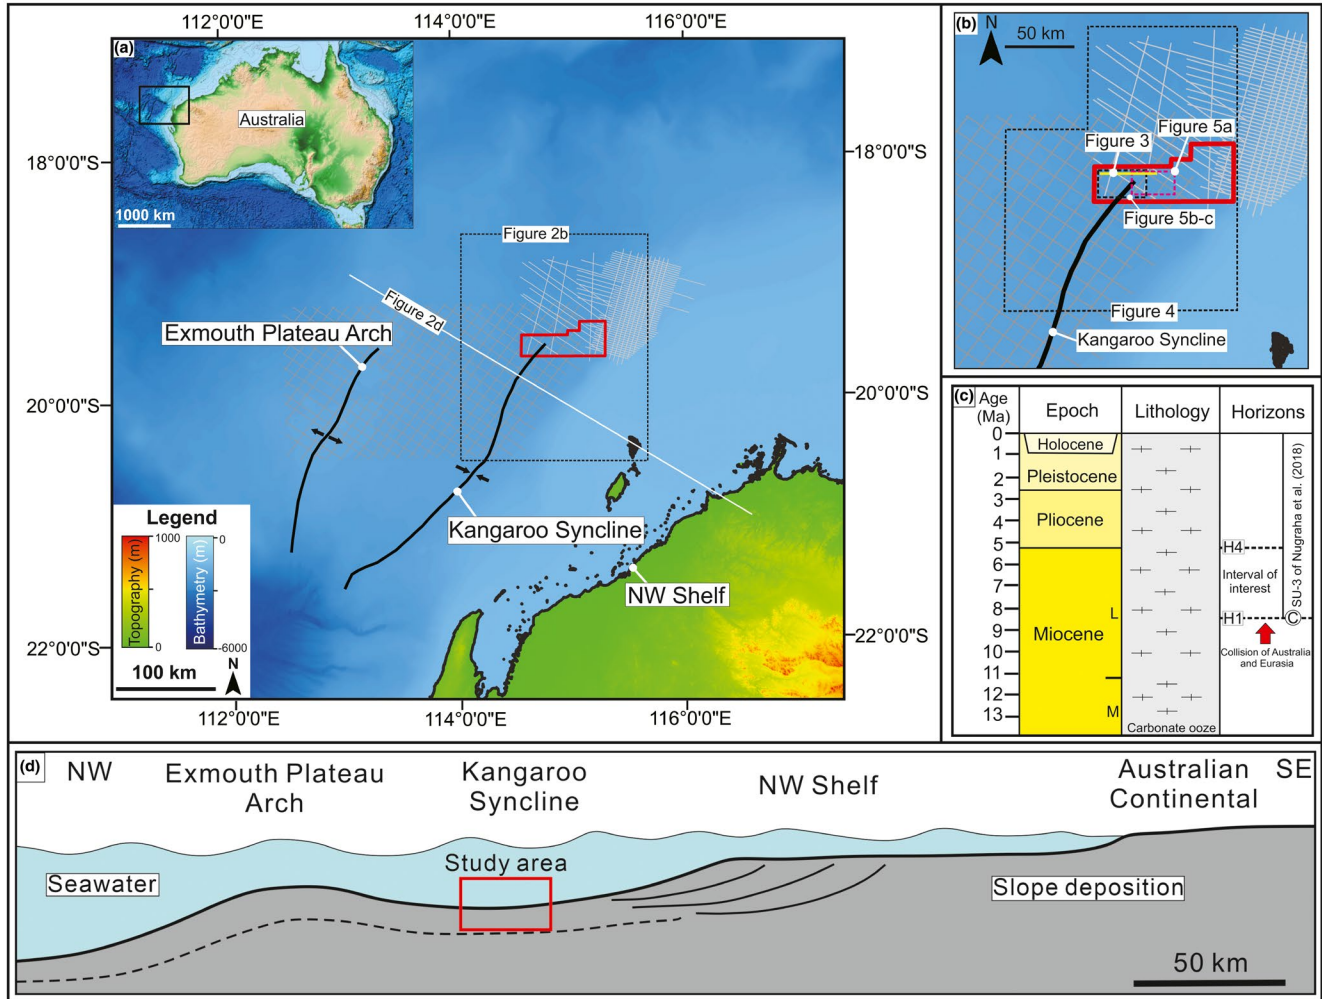 112°0'0"E
114°0'0"E
116°0'0"E
(a)
Australia
1000 km
18°0'0"S
18°0'0"S
Figure 2b
Figure 2d
Exmouth Plateau Arch
20°0'0"S
20°0'0"S
Kangaroo Syncline
NW Shelf
22°0'0"S
22°0'0"S
Legend
Topography (m)
1000
0
Bathymetry (m)
0
-6000
100 km
N
112°0'0"E
114°0'0"E
116°0'0"E
(b)
N
50 km
Figure 5a
Figure 3
Figure 5b-c
Figure 4
Kangaroo Syncline
(c)
Age
(Ma)
Epoch
Lithology
Horizons
0
1
2
3
4
5
6
7
8
9
10
11
12
13
Holocene
Pleistocene
Pliocene
Miocene
L
M
Carbonate ooze
H4
Interval of
interest
H1
C
SU-3 of Nugraha et al. (2018)
Collision of Australia
and Eurasia
(d)
NW
Exmouth Plateau
Arch
Kangaroo
Syncline
NW Shelf
Australian
Continental
SE
Study area
Seawater
Slope deposition
50 km